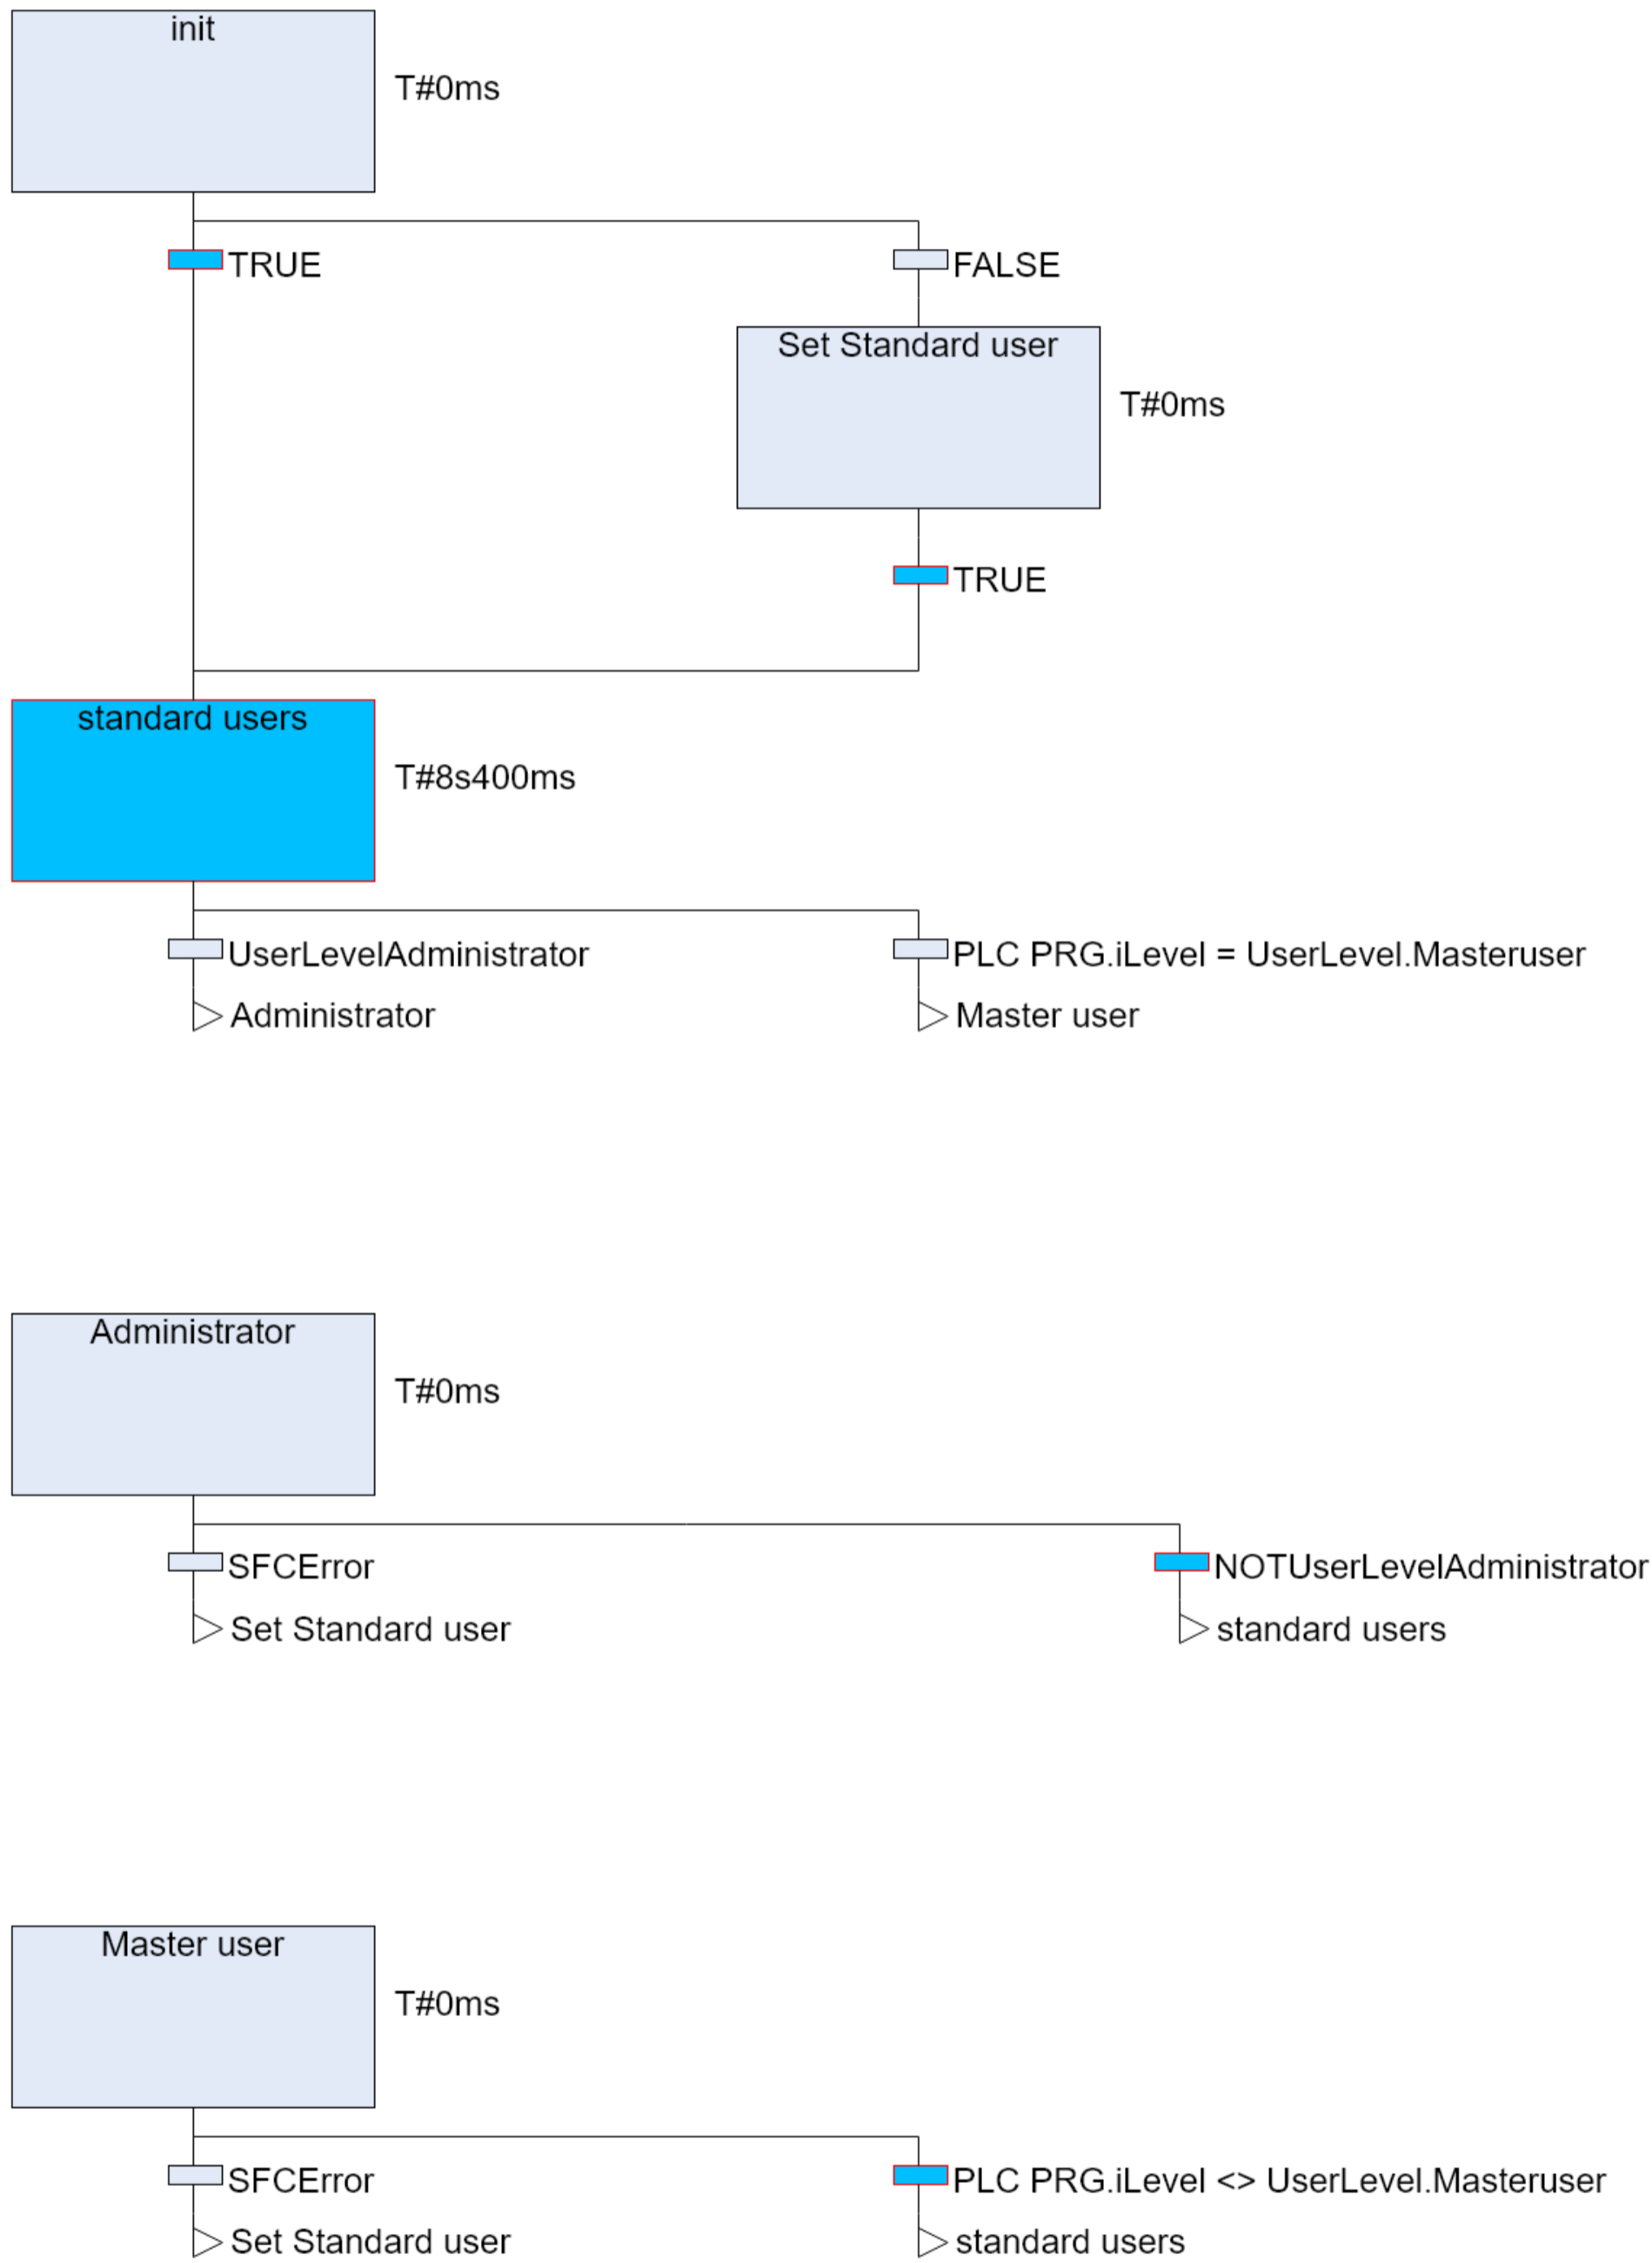 init
T#0ms
TRUE
FALSE
Set Standard user
T#0ms
TRUE
standard users
T#8s400ms
UserLevelAdministrator
PLC PRG.iLevel = UserLevel.Masteruser
Administrator
Master user
Administrator
T#0ms
SFCError
NOTUserLevelAdministrator
Set Standard user
standard users
Master user
T#0ms
SFCError
PLC PRG.iLevel <> UserLevel.Masteruser
Set Standard user
standard users